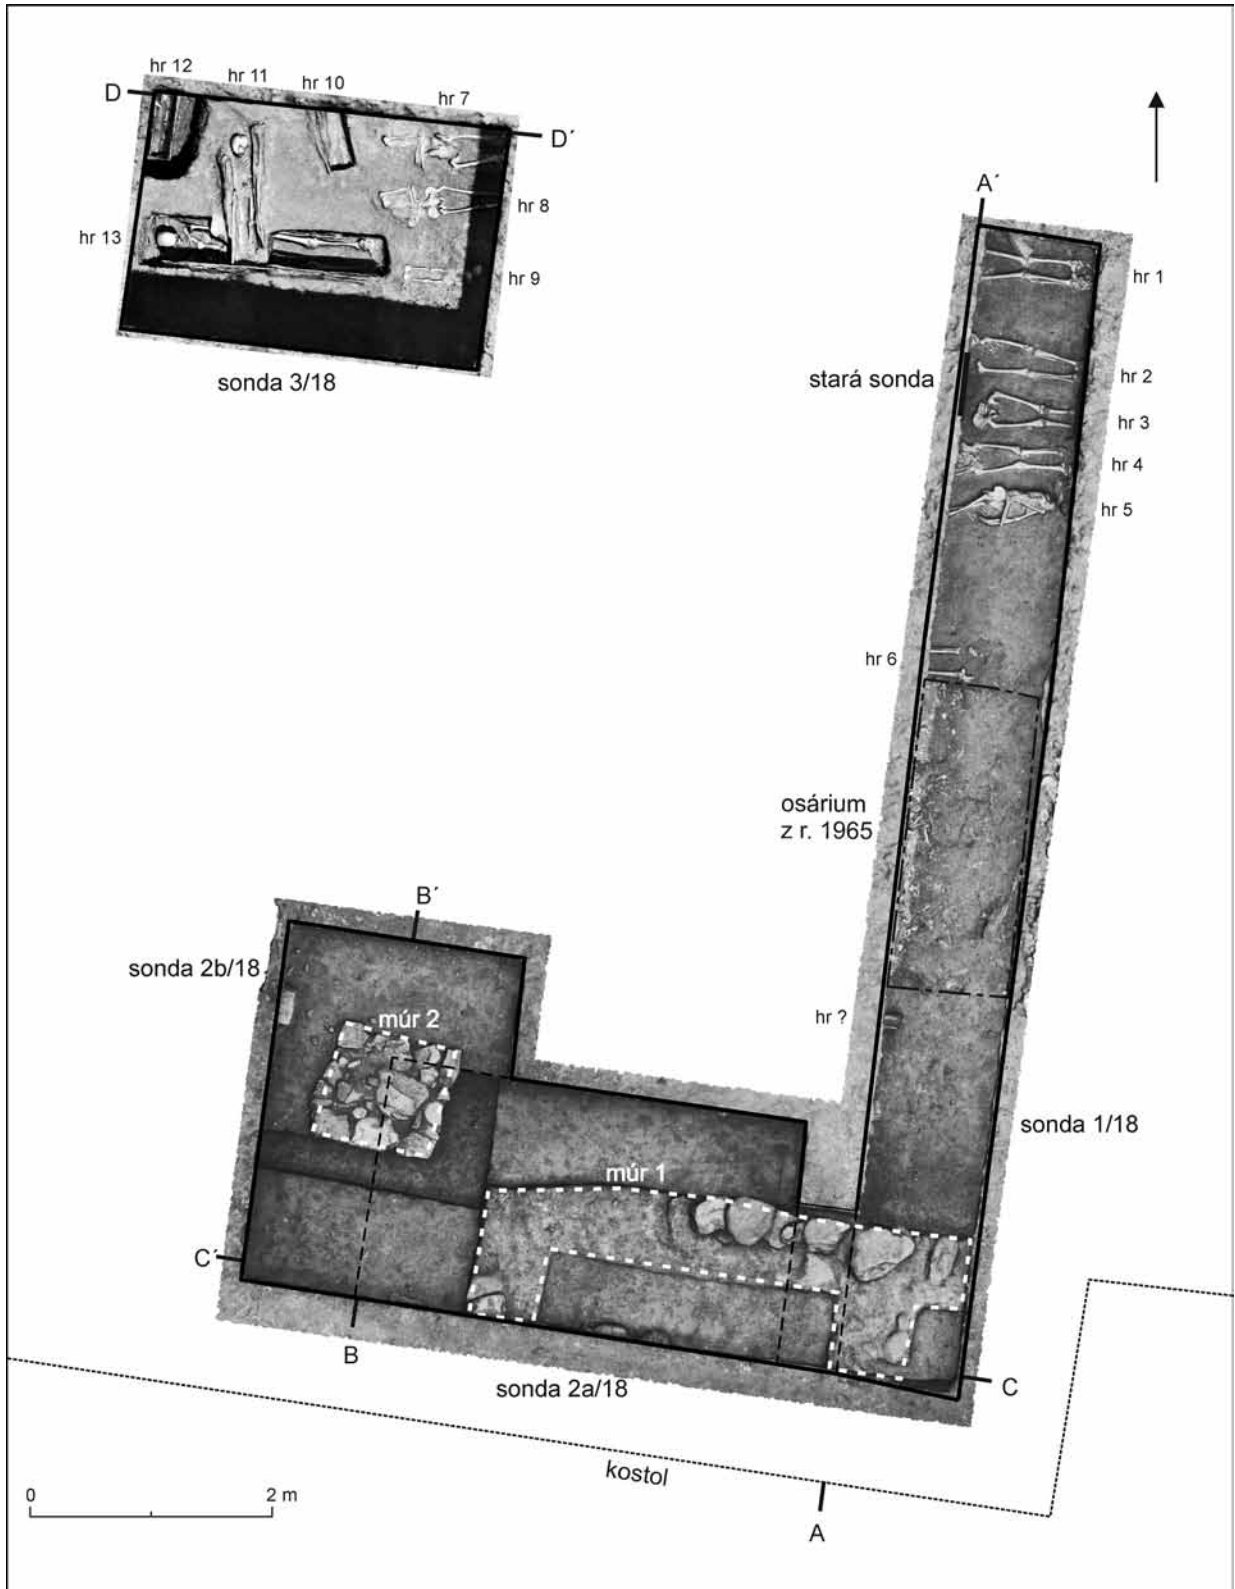 hr 12
hr 11
hr 10
hr 7
D
D´
hr 8
hr 13
hr 9
sonda 3/18
A´
hr 1
stará sonda
hr 2
hr 3
hr 4
hr 5
hr 6
osárium
z r. 1965
B´
sonda 2b/18
múr 2
hr ?
sonda 1/18
múr 1
C´
B
sonda 2a/18
C
kostol
0
2 m
A